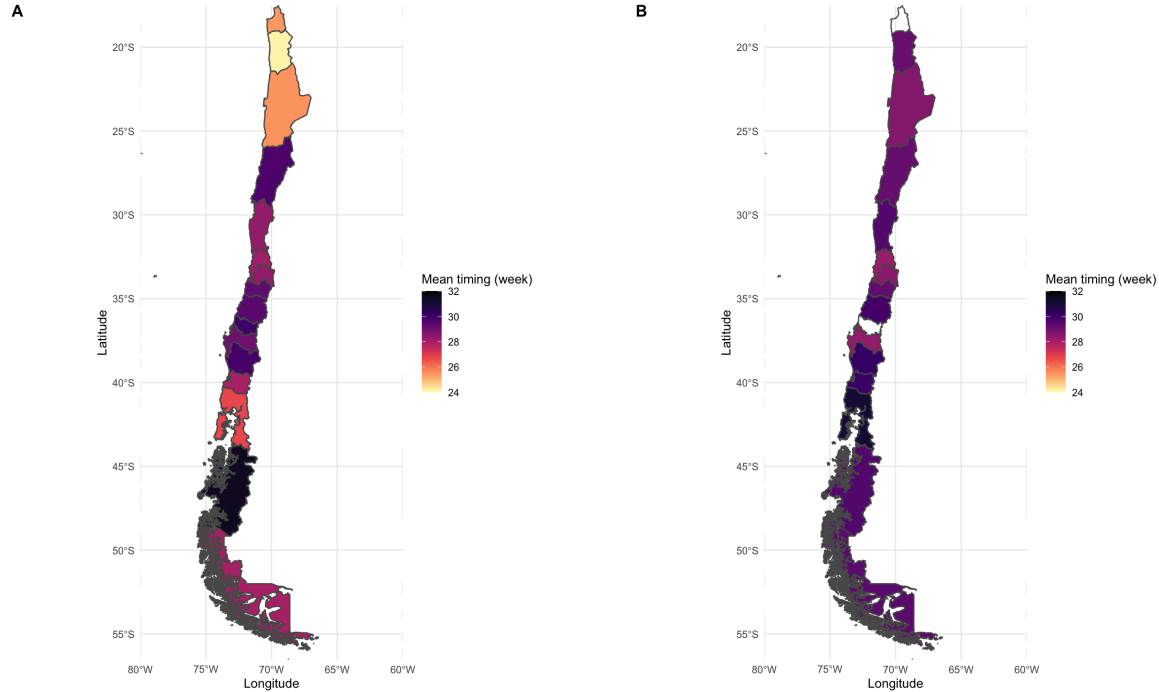 A
20°S
25°S
30°S
35°S
40°S
45°S
50°S
55°S
Latitude
80°W 75°W 70°W 65°W 60°W
Longitude
Mean timing (week)
32
30
28
26
24
B
20°S
25°S
30°S
35°S
40°S
45°S
50°S
55°S
Latitude
80°W 75°W 70°W 65°W 60°W
Longitude
Mean timing (week)
32
30
28
26
24